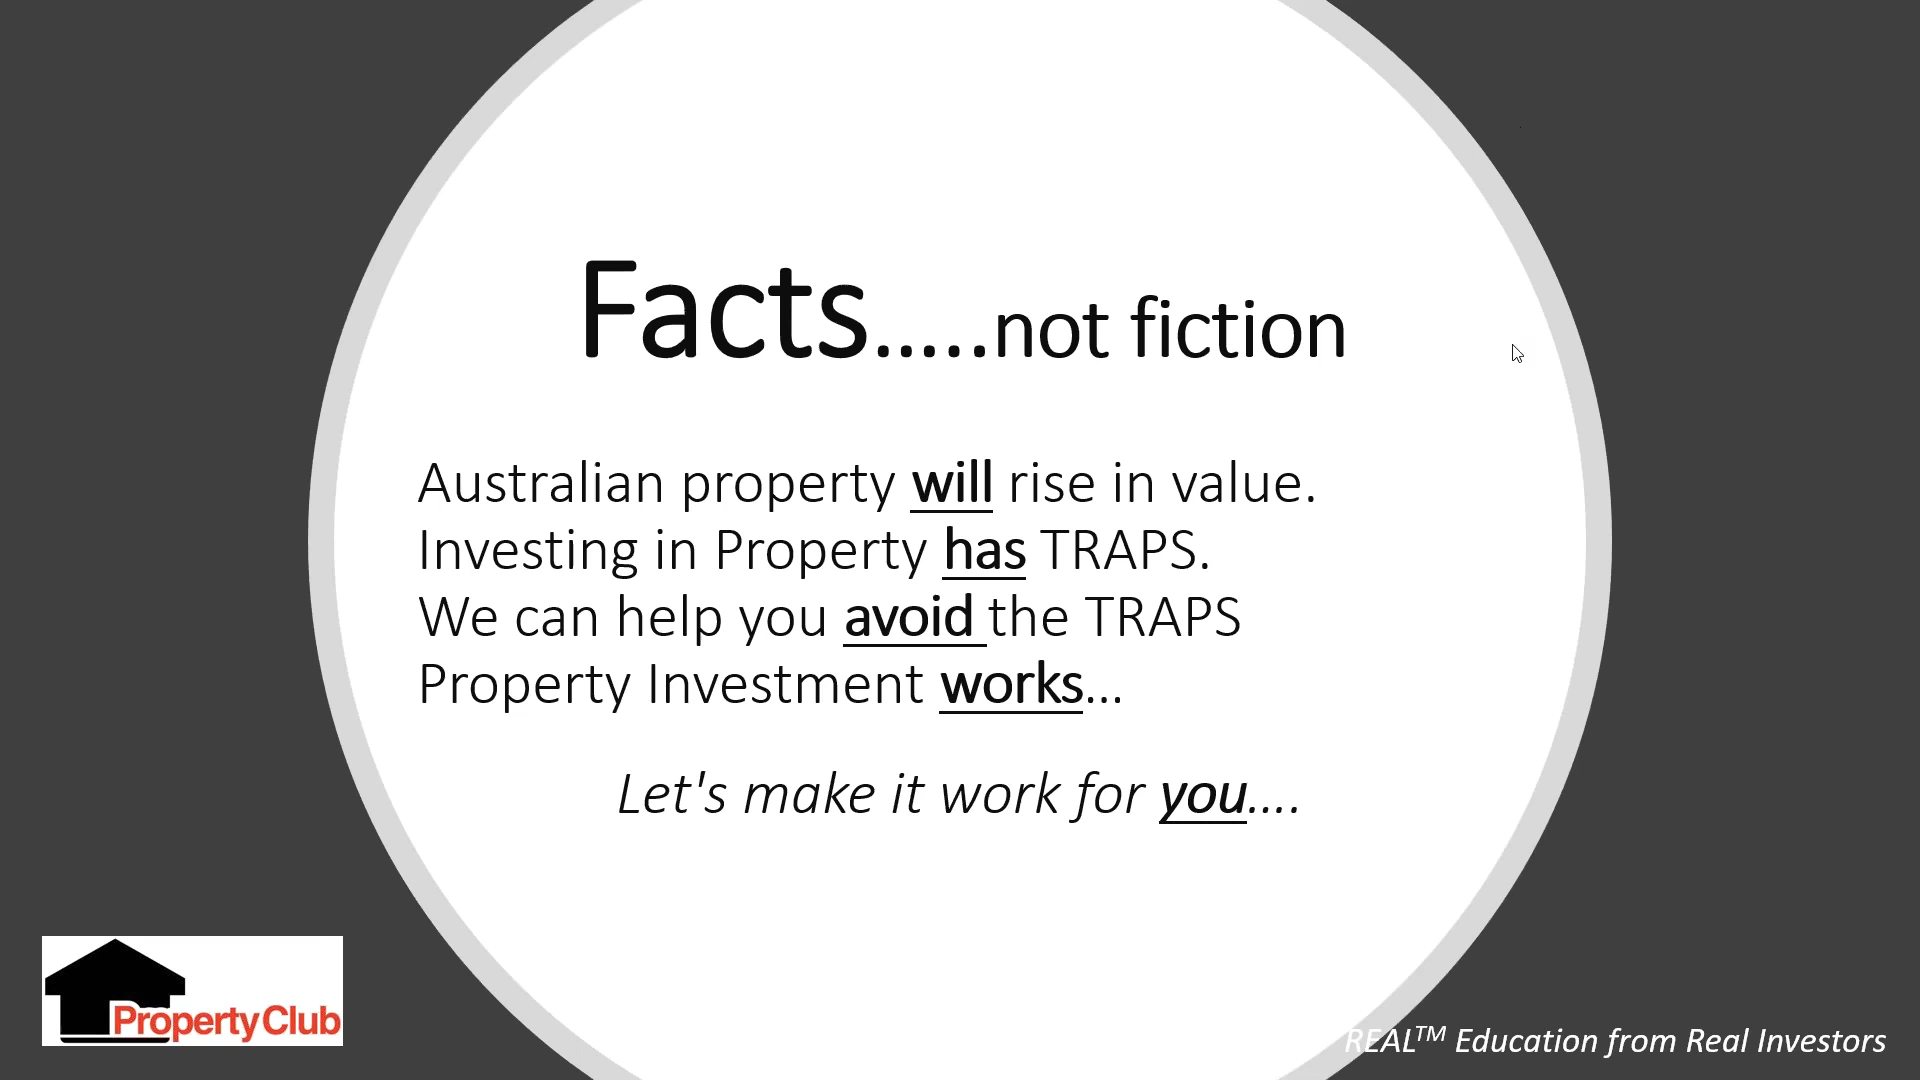 Facts.....not fiction
Australian property will rise in value.
Investing in Property has TRAPS.
We can help you avoid the TRAPS
Property Investment works...
Let's make it work for you....
PropertyClub
REAL™ Education from Real Investors